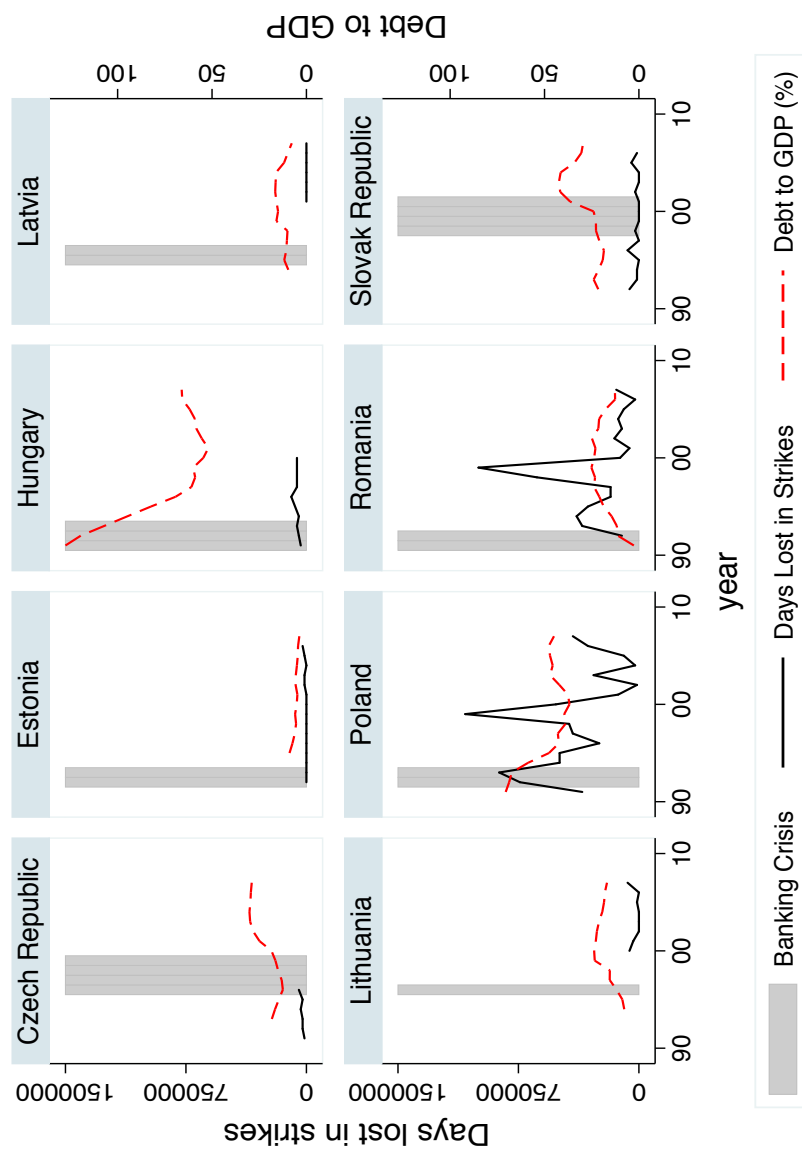 Czech Republic
Estonia
Hungary
Latvia
Lithuania
Poland
Romania
Slovak Republic
1500000
750000
0
1500000
750000
0
100
50
0
100
50
0
90 00 10
90 00 10
90 00 10
90 00 10
Days lost in strikes
Debt to GDP
year
Banking Crisis
Days Lost in Strikes
Debt to GDP (%)